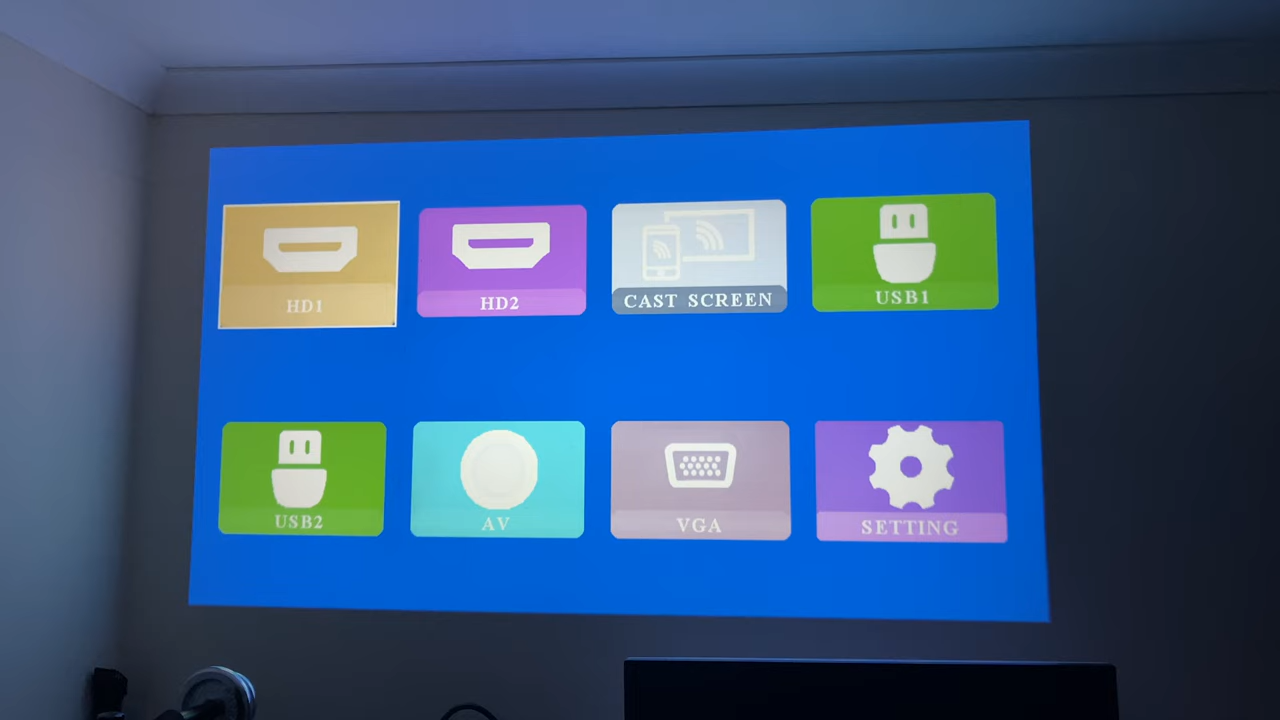 HD1
HD2
CAST SCREEN
USB1
USB2
AV
VGA
SETTING